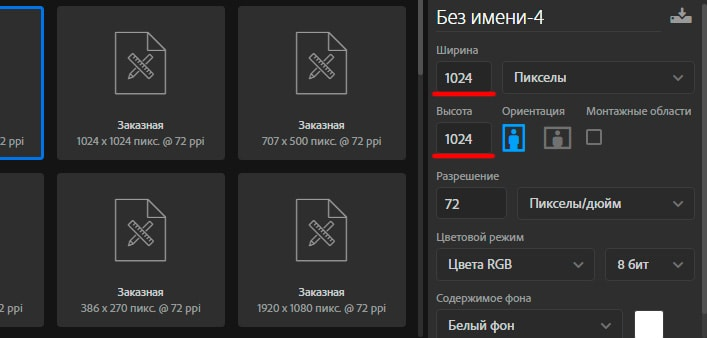 Без имени-4
Ширина
1024
Пикселы
Высота
Ориентация
Монтажные области
1024
Разрешение
72
Пикселы/дюйм
Цветовой режим
Цвета RGB
8 бит
Содержимое фона
Белый фон
72 ppi
Заказная
1024 x 1024 пикс. @ 72 ppi
Заказная
707 x 500 пикс. @ 72 ppi
72 ppi
Заказная
386 x 270 пикс. @ 72 ppi
Заказная
1920 x 1080 пикс. @ 72 ppi